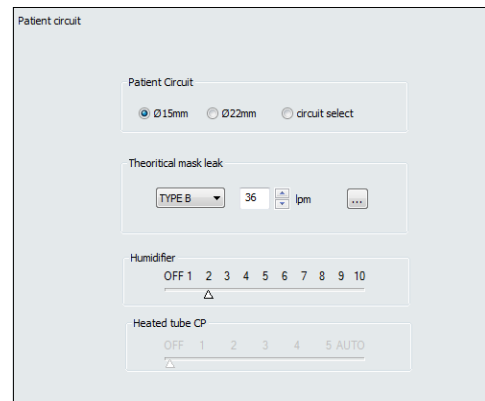 Patient circuit
Patient Circuit
Ø15mm Ø22mm circuit select
Theoritical mask leak
TYPE B 36 lpm ...
Humidifier
OFF 1 2 3 4 5 6 7 8 9 10
Heated tube CP
OFF 1 2 3 4 5 AUTO